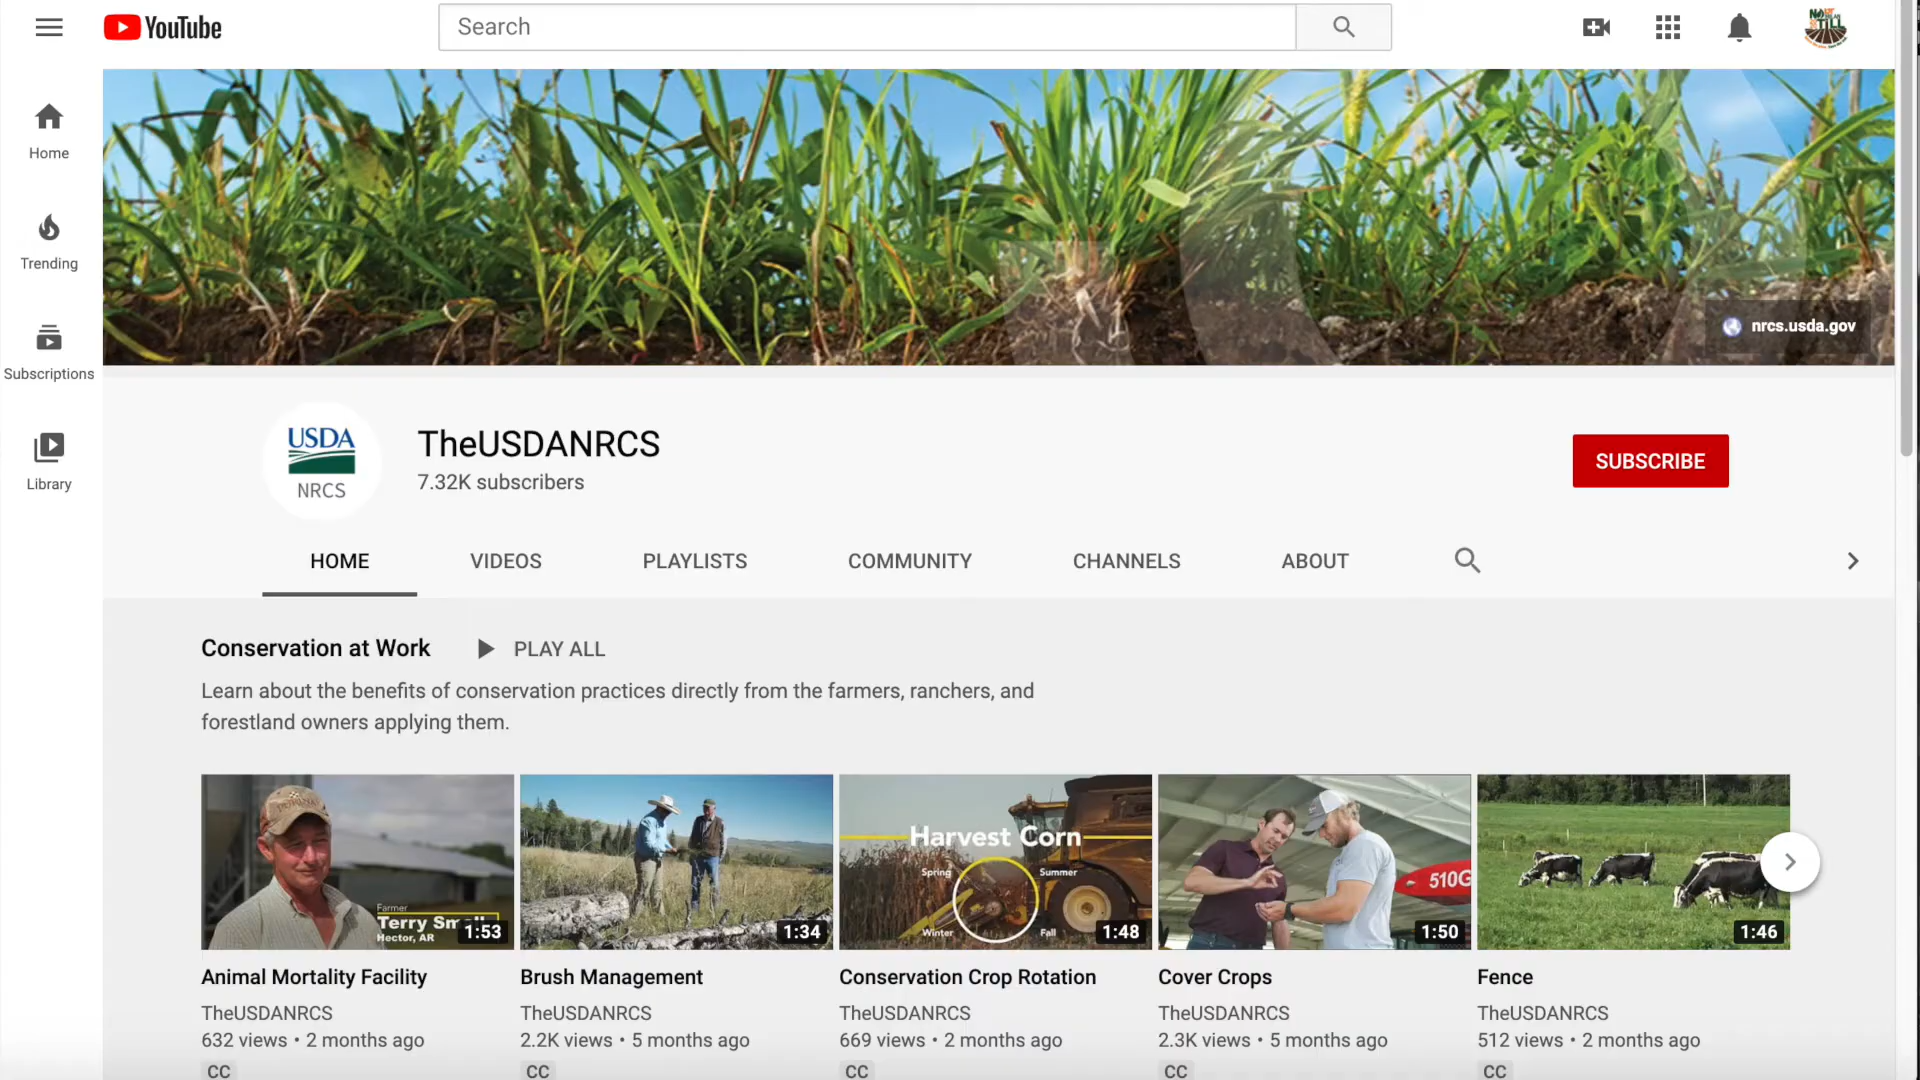 YouTube
Search
NO TILL
Home
Trending
Subscriptions
Library
nrcs.usda.gov
USDA
NRCS
TheUSDANRCS
7.32K subscribers
SUBSCRIBE
HOME
VIDEOS
PLAYLISTS
COMMUNITY
CHANNELS
ABOUT
Conservation at Work
PLAY ALL
Learn about the benefits of conservation practices directly from the farmers, ranchers, and
forestland owners applying them.
Farmer
Terry
Hector, AR
1:53
1:34
Harvest Corn
Spring
Summer
Winter
Fall
1:48
510G
1:50
1:46
Animal Mortality Facility
TheUSDANRCS
632 views • 2 months ago
CC
Brush Management
TheUSDANRCS
2.2K views • 5 months ago
CC
Conservation Crop Rotation
TheUSDANRCS
669 views • 2 months ago
CC
Cover Crops
TheUSDANRCS
2.3K views • 5 months ago
CC
Fence
TheUSDANRCS
512 views • 2 months ago
CC